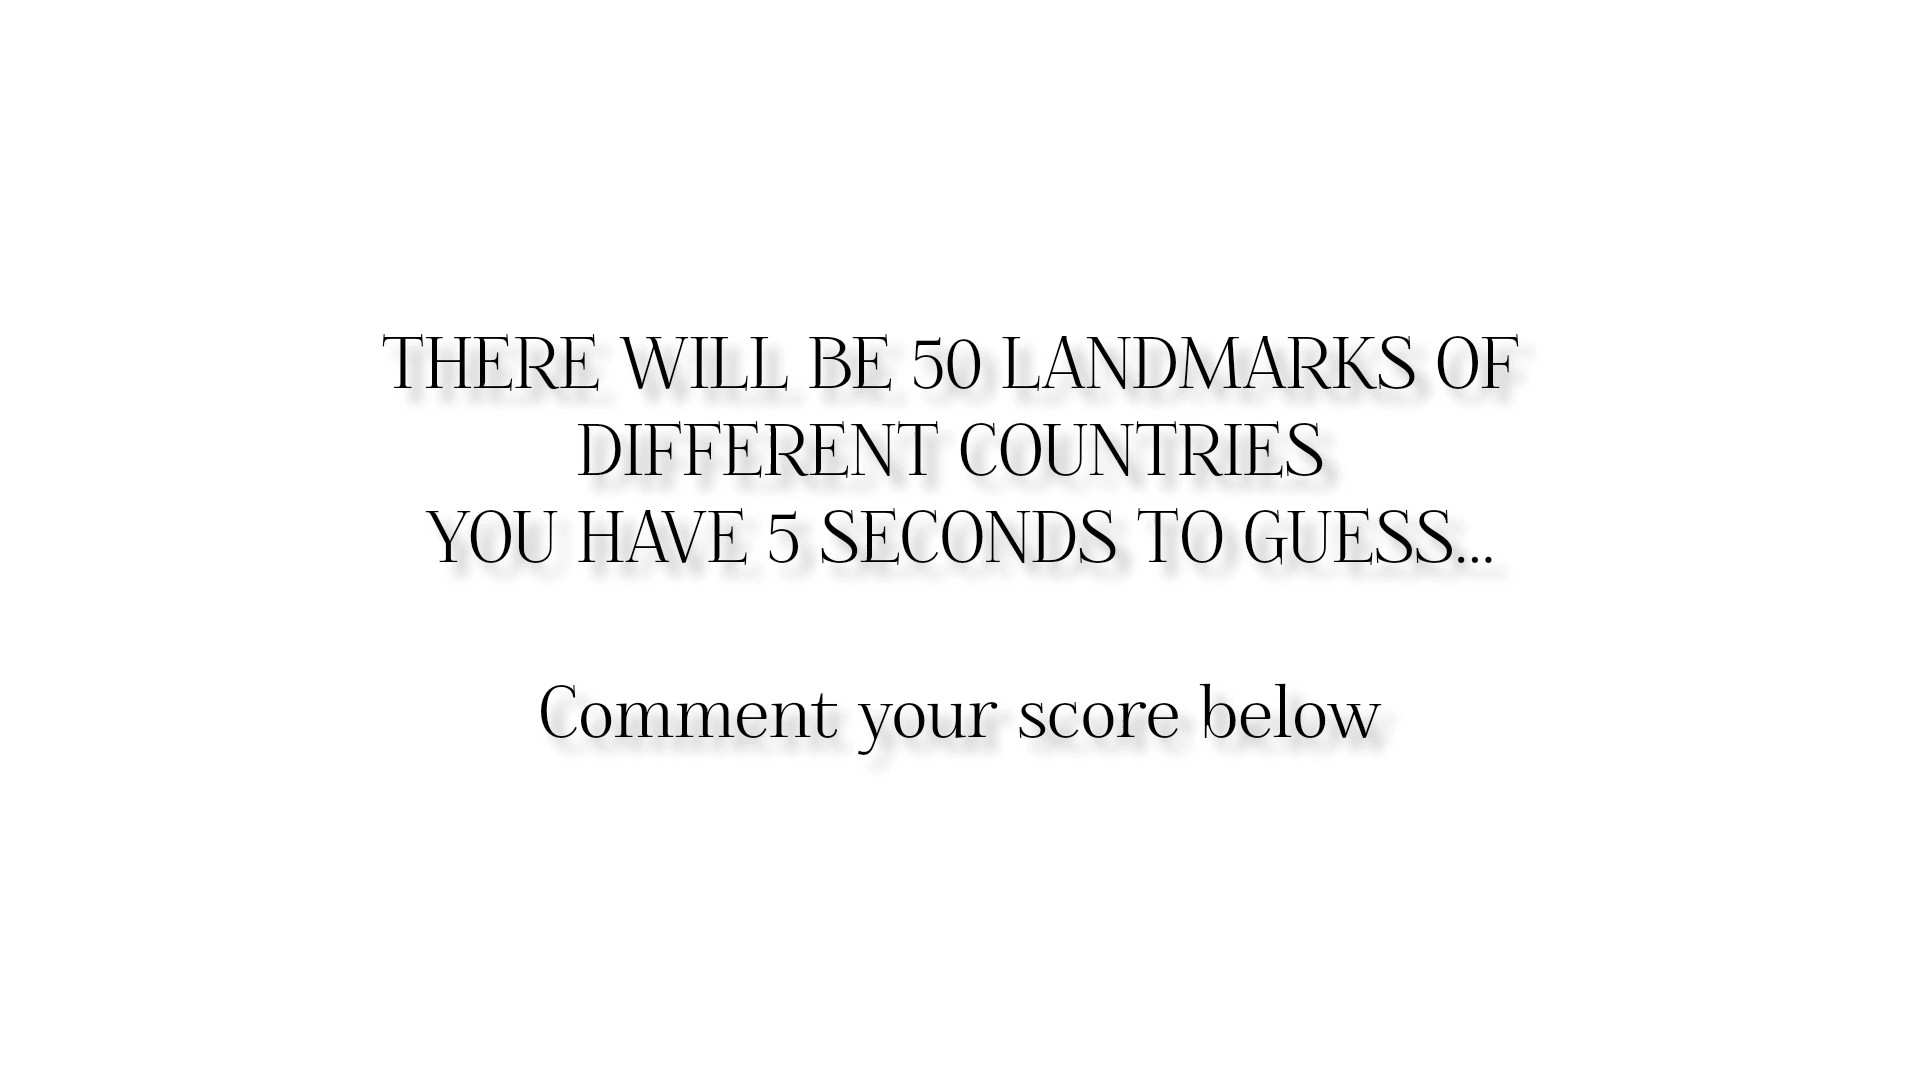 THERE WILL BE 50 LANDMARKS OF
DIFFERENT COUNTRIES
YOU HAVE 5 SECONDS TO GUESS...
Comment your score below